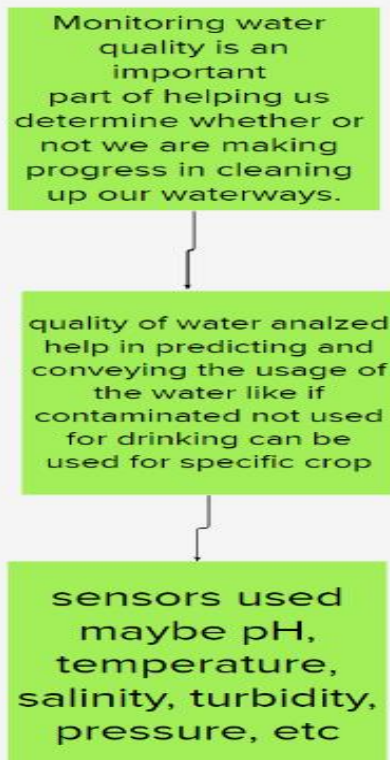 Monitoring water
quality is an
important
part of helping us
determine whether or
not we are making
progress in cleaning
up our waterways.
quality of water analzed
help in predicting and
conveying the usage of
the water like if
contaminated not used
for drinking can be
used for specific crop
sensors used
maybe pH,
temperature,
salinity, turbidity,
pressure, etc